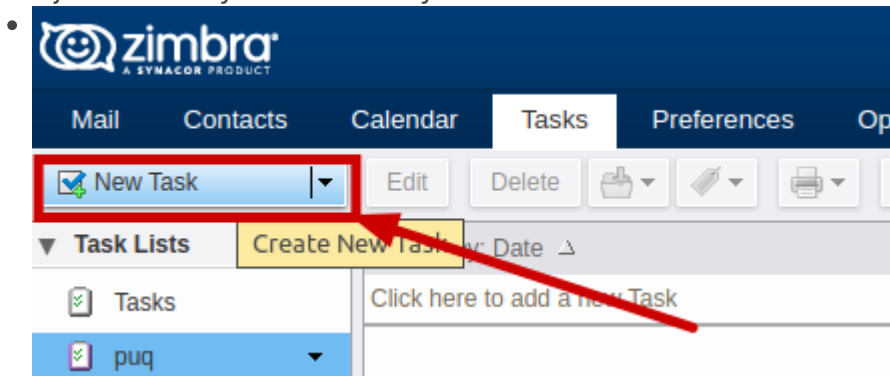 zimbra
A SYNACOR PRODUCT
Mail Contacts Calendar Tasks Preferences
New Task Edit Delete
Task Lists Create New Task y: Date
Tasks Click here to add a new Task
puq